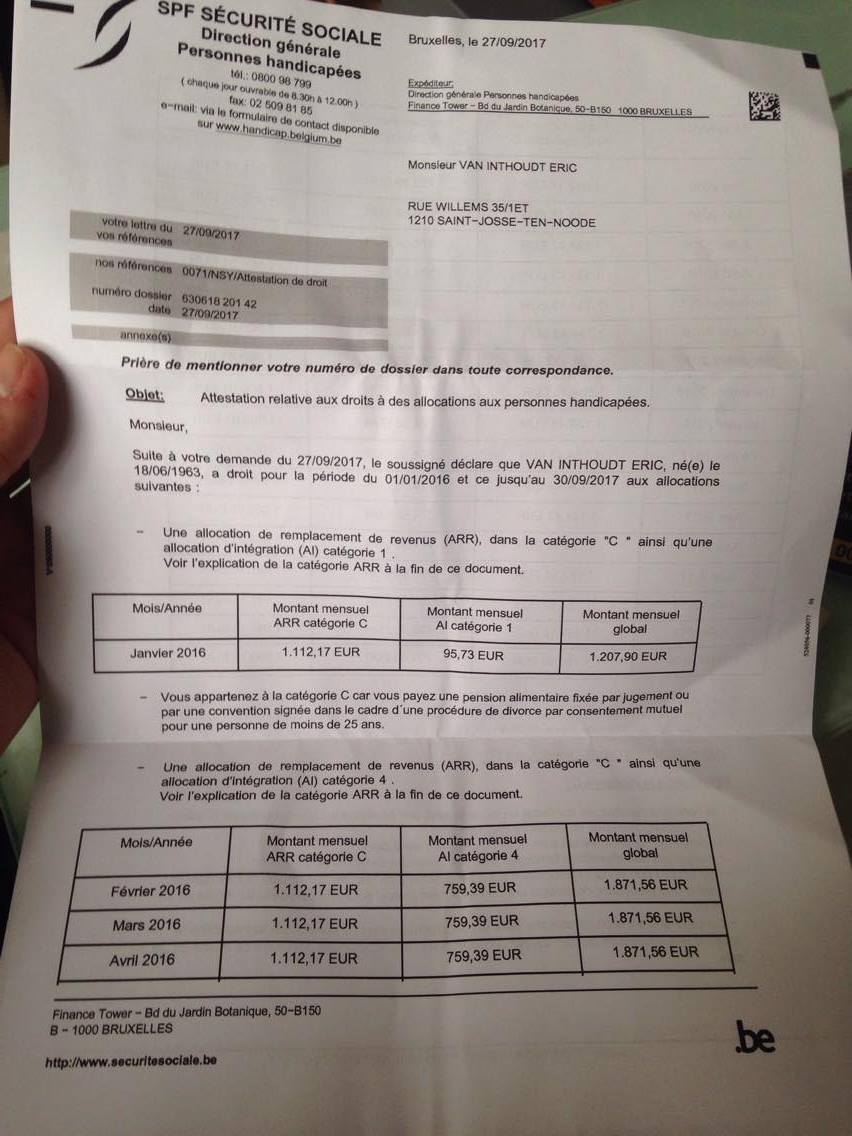 SPF SÉCURITÉ SOCIALE
Direction générale
Personnes handicapées
tél.: 0800 98 799
( chaque jour ouvrable de 8.30h à 12.00h )
fax: 02 509 81 85
e-mail: via le formulaire de contact disponible
sur www.handicap.belgium.be
Bruxelles, le 27/09/2017
Expéditeur:
Direction générale Personnes handicapées
Finance Tower - Bd du Jardin Botanique, 50-B150 1000 BRUXELLES
Monsieur VAN INTHOUDT ERIC
RUE WILLEMS 35/1ET
1210 SAINT-JOSSE-TEN-NOODE
votre lettre du 27/09/2017
vos références
nos références 0071/NSY/Attestation de droit
numéro dossier 630618 201 42
date 27/09/2017
annexe(s)
Prière de mentionner votre numéro de dossier dans toute correspondance.
Objet: Attestation relative aux droits à des allocations aux personnes handicapées.
Monsieur,
Suite à votre demande du 27/09/2017, le soussigné déclare que VAN INTHOUDT ERIC, né(e) le
18/06/1963, a droit pour la période du 01/01/2016 et ce jusqu'au 30/09/2017 aux allocations
suivantes :
- Une allocation de remplacement de revenus (ARR), dans la catégorie "C " ainsi qu'une
allocation d'intégration (AI) catégorie 1 .
Voir l'explication de la catégorie ARR à la fin de ce document.
Mois/Année Montant mensuel ARR catégorie C Montant mensuel AI catégorie 1 Montant mensuel global
Janvier 2016 1.112,17 EUR 95,73 EUR 1.207,90 EUR
- Vous appartenez à la catégorie C car vous payez une pension alimentaire fixée par jugement ou
par une convention signée dans le cadre d'une procédure de divorce par consentement mutuel
pour une personne de moins de 25 ans.
- Une allocation de remplacement de revenus (ARR), dans la catégorie "C " ainsi qu'une
allocation d'intégration (AI) catégorie 4 .
Voir l'explication de la catégorie ARR à la fin de ce document.
Mois/Année Montant mensuel ARR catégorie C Montant mensuel AI catégorie 4 Montant mensuel global
Février 2016 1.112,17 EUR 759,39 EUR 1.871,56 EUR
Mars 2016 1.112,17 EUR 759,39 EUR 1.871,56 EUR
Avril 2016 1.112,17 EUR 759,39 EUR 1.871,56 EUR
Finance Tower - Bd du Jardin Botanique, 50-B150
B - 1000 BRUXELLES
http://www.securitesociale.be
.be